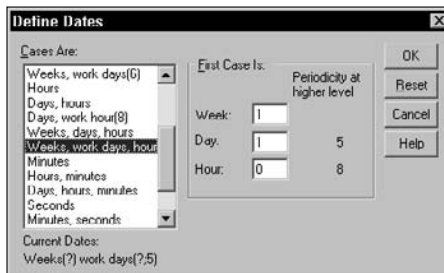 Define Dates
Cases Are:
Weeks, work days(6)
Hours
Days, hours
Days, work hour(8)
Weeks, days, hours
Weeks, work days, hour
Minutes
Hours, minutes
Days, hours, minutes
Seconds
Minutes, seconds
Current Dates:
Weeks(?) work days(?;5)
First Case Is:
Periodicity at
higher level
Week: 1
Day: 1 5
Hour: 0 8
OK
Reset
Cancel
Help